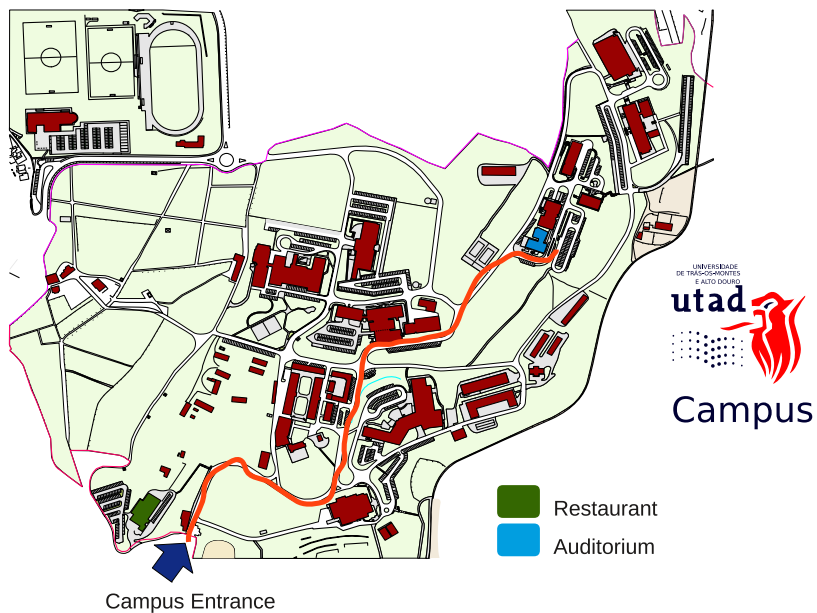 UNIVERSIDADE
DE TRÁS-OS-MONTES
E ALTO DOURO
utad
Campus
Restaurant
Auditorium
Campus Entrance